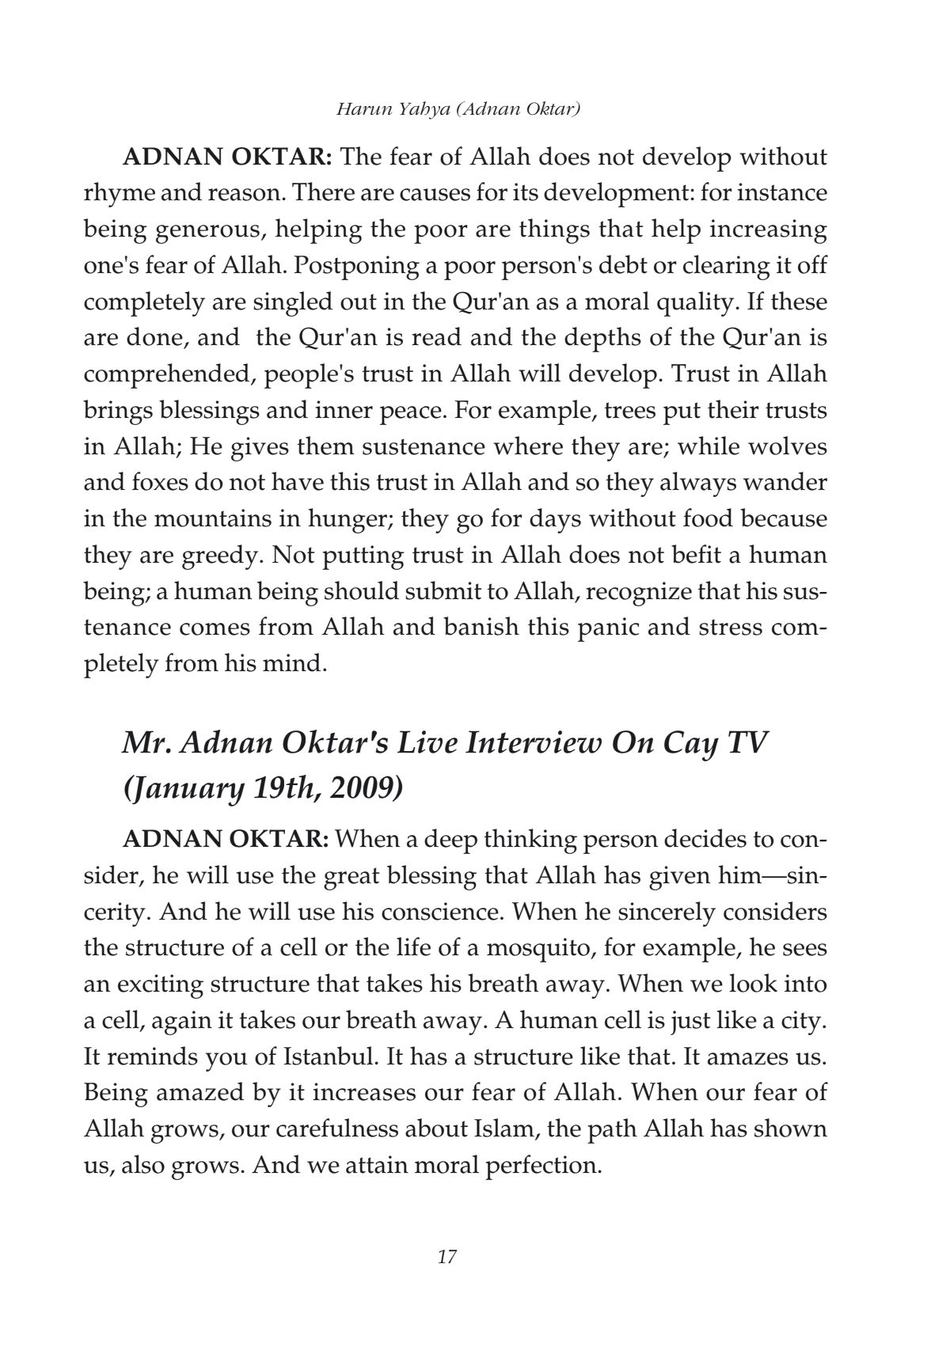 Harun Yahya (Adnan Oktar)
ADNAN OKTAR: The fear of Allah does not develop without
rhyme and reason. There are causes for its development: for instance
being generous, helping the poor are things that help increasing
one's fear of Allah. Postponing a poor person's debt or clearing it off
completely are singled out in the Qur'an as a moral quality. If these
are done, and  the Qur'an is read and the depths of the Qur'an is
comprehended, people's trust in Allah will develop. Trust in Allah
brings blessings and inner peace. For example, trees put their trusts
in Allah; He gives them sustenance where they are; while wolves
and foxes do not have this trust in Allah and so they always wander
in the mountains in hunger; they go for days without food because
they are greedy. Not putting trust in Allah does not befit a human
being; a human being should submit to Allah, recognize that his sus-
tenance comes from Allah and banish this panic and stress com-
pletely from his mind.
Mr. Adnan Oktar's Live Interview On Cay TV
(January 19th, 2009)
ADNAN OKTAR: When a deep thinking person decides to con-
sider, he will use the great blessing that Allah has given him—sin-
cerity. And he will use his conscience. When he sincerely considers
the structure of a cell or the life of a mosquito, for example, he sees
an exciting structure that takes his breath away. When we look into
a cell, again it takes our breath away. A human cell is just like a city.
It reminds you of Istanbul. It has a structure like that. It amazes us.
Being amazed by it increases our fear of Allah. When our fear of
Allah grows, our carefulness about Islam, the path Allah has shown
us, also grows. And we attain moral perfection.
17